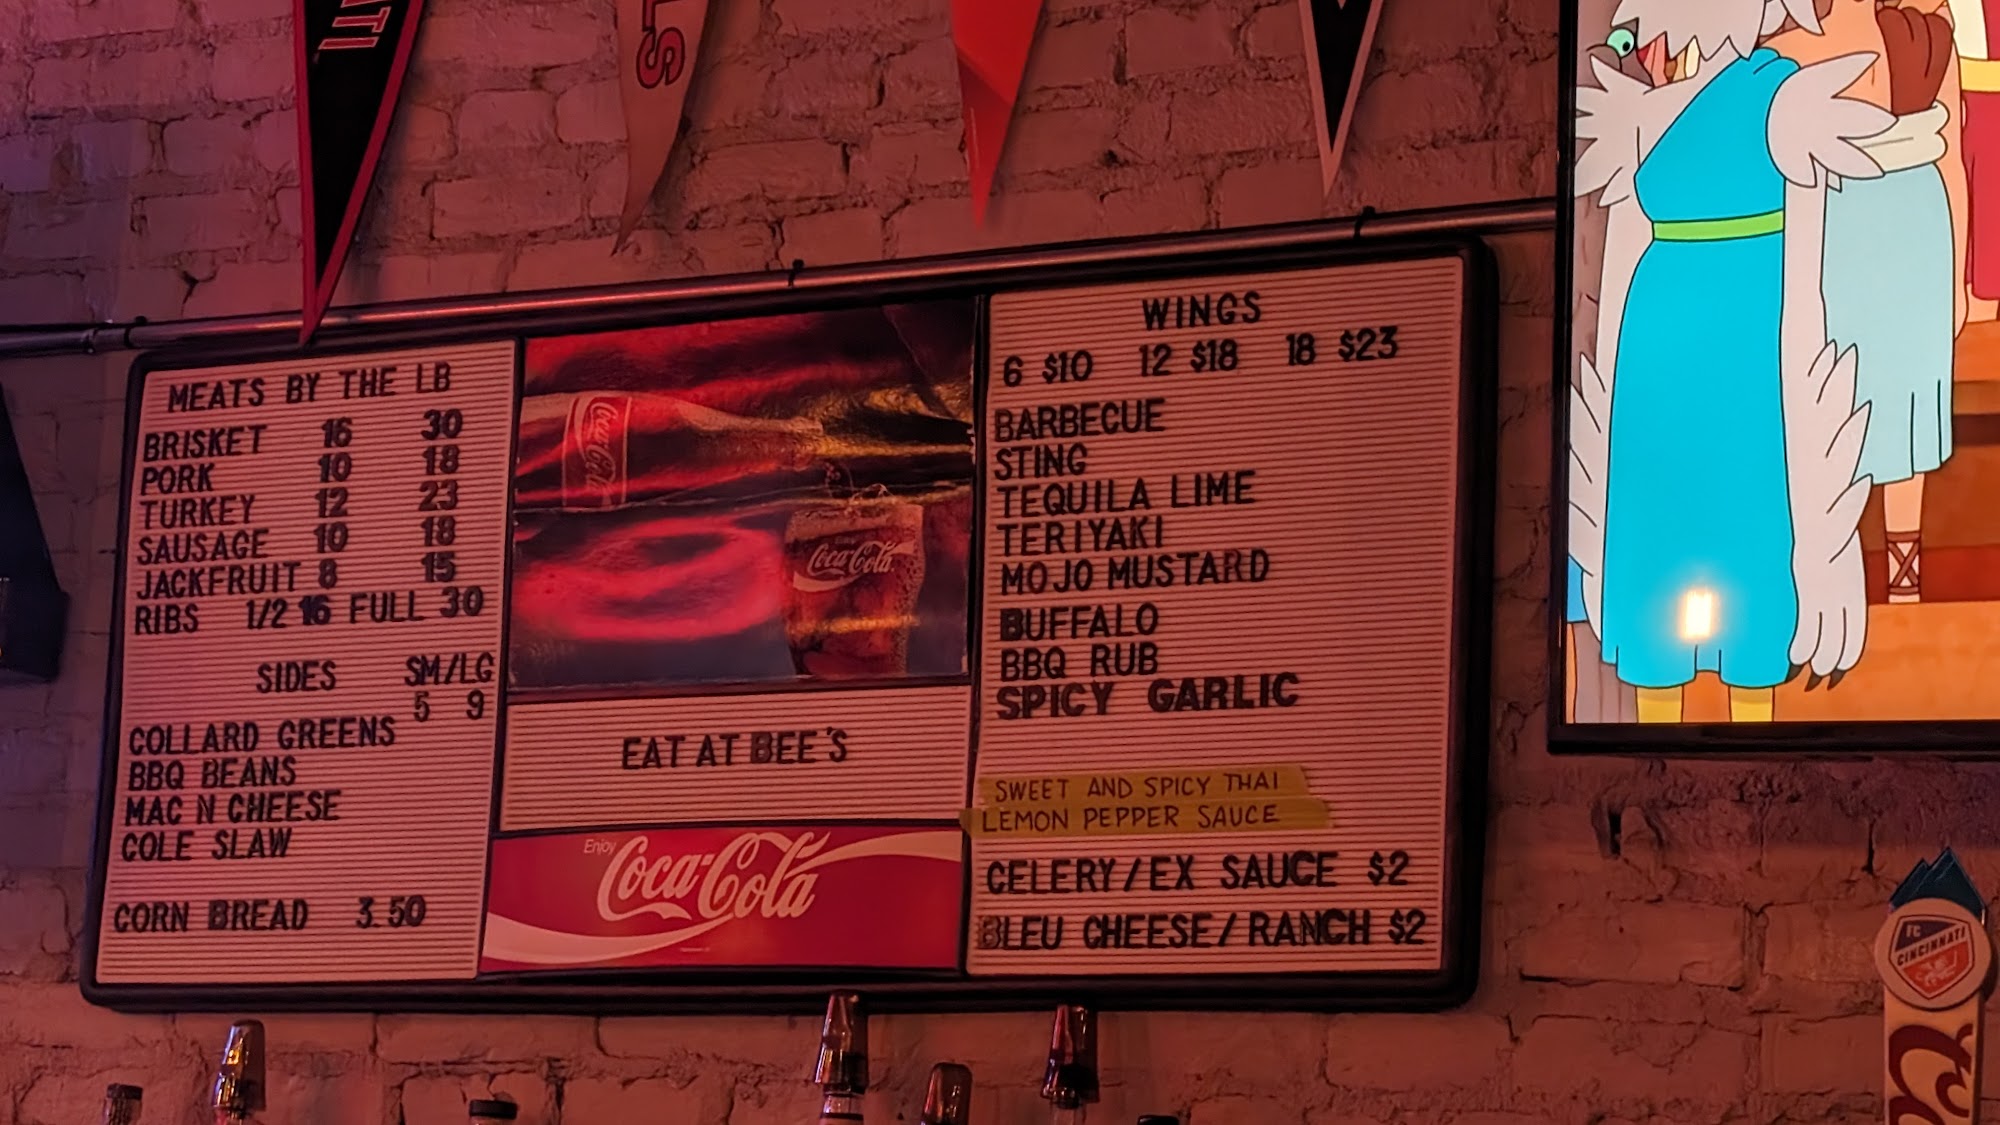 MEATS BY THE LB
BRISKET 16 30
PORK 10 18
TURKEY 12 23
SAUSAGE 10 18
JACKFRUIT 8 15
RIBS 1/2 16 FULL 30
SIDES SM/LG
5 9
COLLARD GREENS
BBQ BEANS
MAC N CHEESE
COLE SLAW
CORN BREAD 3.50
Coca-Cola
Coca-Cola
EAT AT BEE'S
Enjoy
Coca-Cola
WINGS
6 $10 12 $18 18 $23
BARBECUE
STING
TEQUILA LIME
TERIYAKI
MOJO MUSTARD
BUFFALO
BBQ RUB
SPICY GARLIC
SWEET AND SPICY THAI
LEMON PEPPER SAUCE
CELERY/EX SAUCE $2
BLEU CHEESE/RANCH $2
FC
CINCINNATI